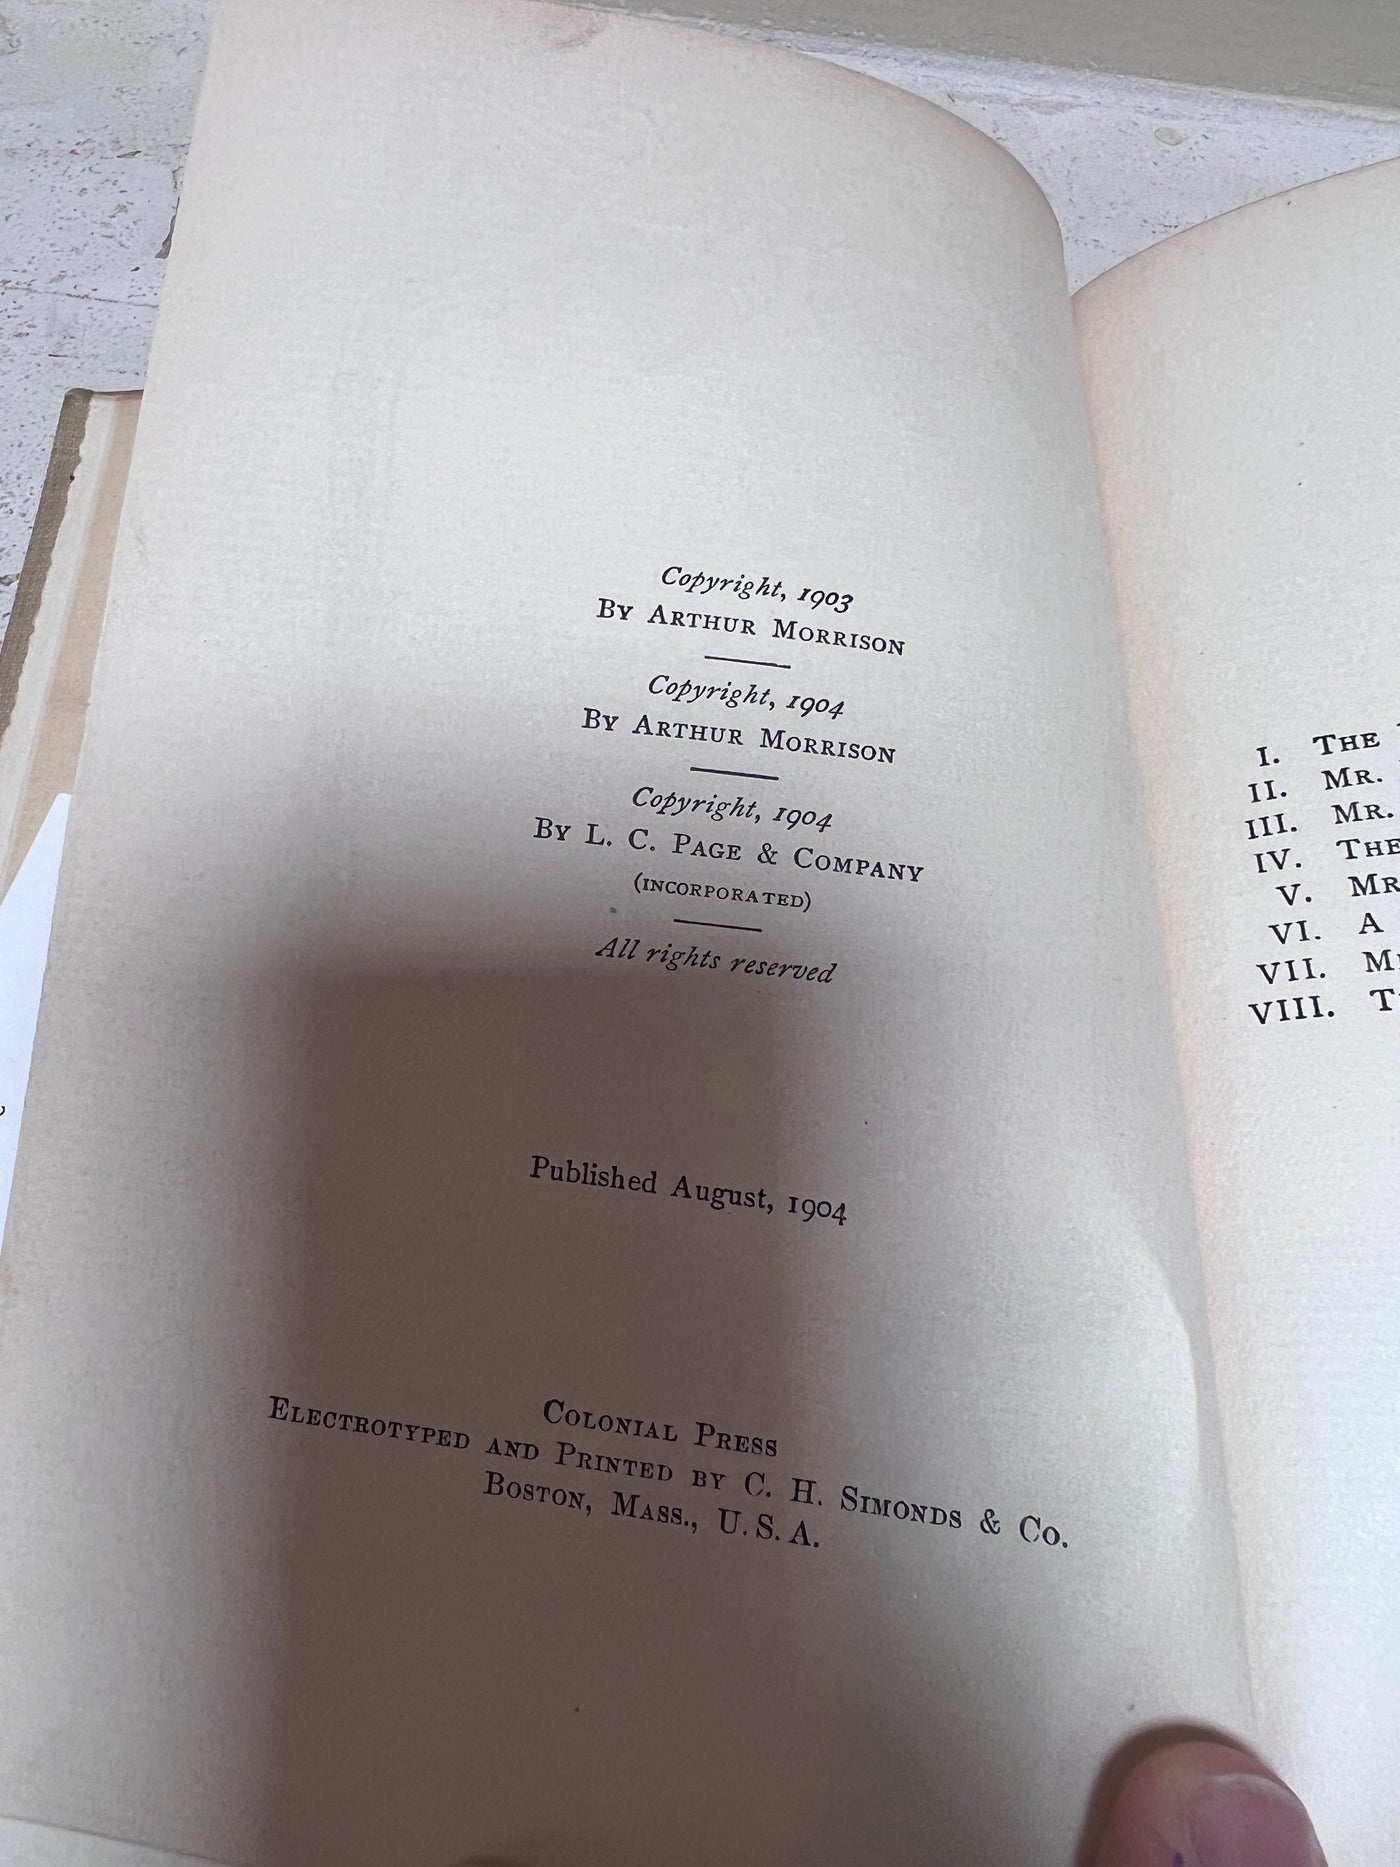 Copyright, 1903
By Arthur Morrison
Copyright, 1904
By Arthur Morrison
Copyright, 1904
By L. C. Page & Company
(INCORPORATED)
All rights reserved
Published August, 1904
Colonial Press
Electrotyped and Printed by C. H. Simonds & Co.
Boston, Mass., U. S. A.
I. The
II. Mr.
III. Mr.
IV. The
V. Mr
VI. A
VII.
VIII.